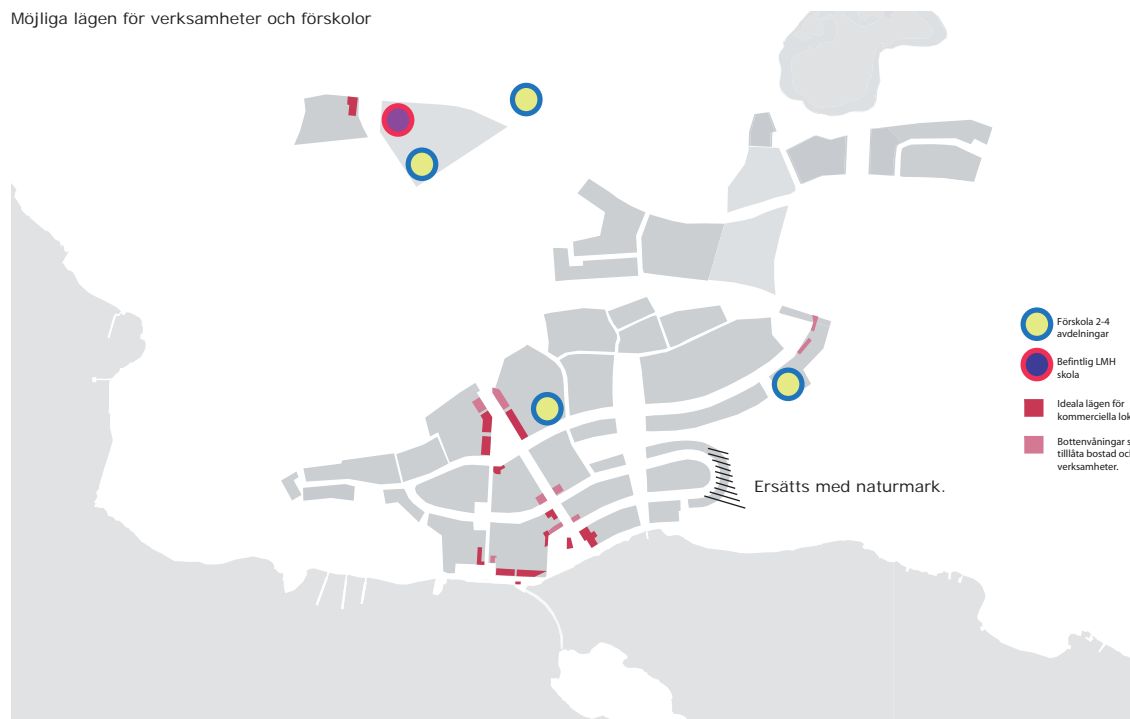 Möjliga lägen för verksamheter och förskolor
Förskola 2-4
avdelningar
Befintlig LMH
skola
Ideala lägen för
kommerciella lok
Bottenvåningar s
tilllåta bostad och
verksamheter.
Ersätts med naturmark.